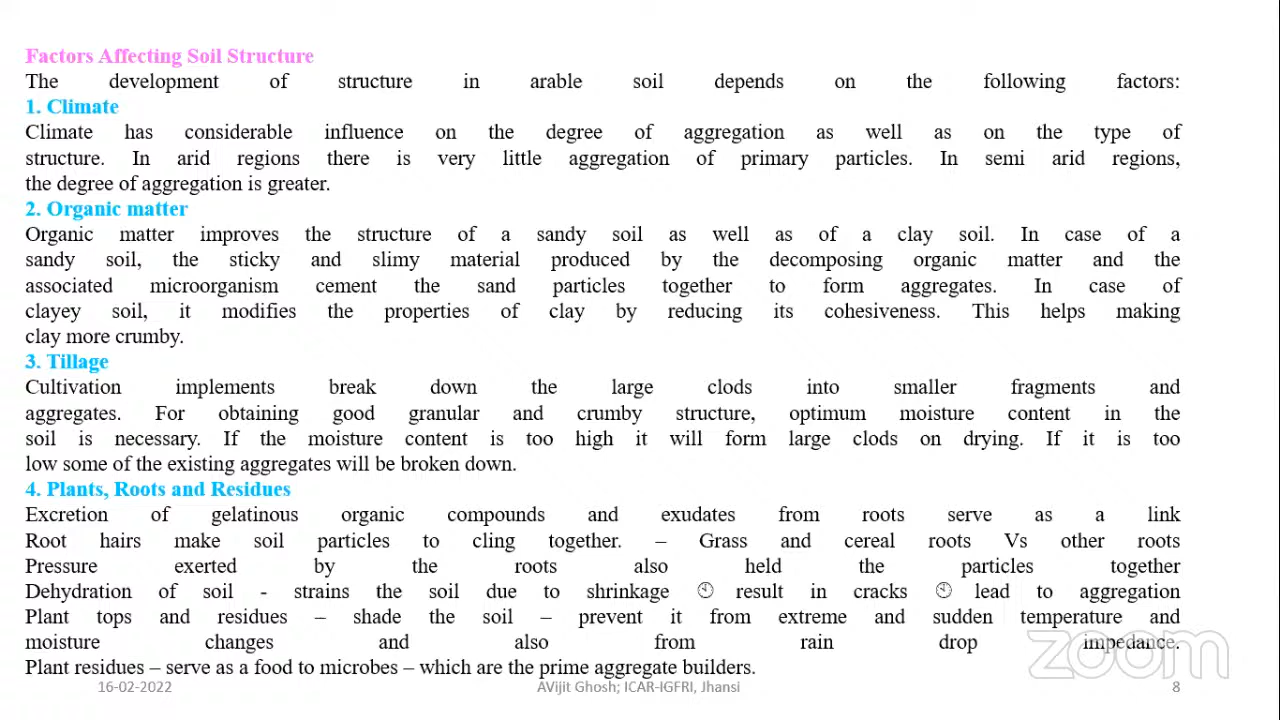 Factors Affecting Soil Structure
The development of structure in arable soil depends on the following factors:
1. Climate
Climate has considerable influence on the degree of aggregation as well as on the type of
structure. In arid regions there is very little aggregation of primary particles. In semi arid regions,
the degree of aggregation is greater.
2. Organic matter
Organic matter improves the structure of a sandy soil as well as of a clay soil. In case of a
sandy soil, the sticky and slimy material produced by the decomposing organic matter and the
associated microorganism cement the sand particles together to form aggregates. In case of
clayey soil, it modifies the properties of clay by reducing its cohesiveness. This helps making
clay more crumby.
3. Tillage
Cultivation implements break down the large clods into smaller fragments and
aggregates. For obtaining good granular and crumby structure, optimum moisture content in the
soil is necessary. If the moisture content is too high it will form large clods on drying. If it is too
low some of the existing aggregates will be broken down.
4. Plants, Roots and Residues
Excretion of gelatinous organic compounds and exudates from roots serve as a link
Root hairs make soil particles to cling together. – Grass and cereal roots Vs other roots
Pressure exerted by the roots also held the particles together
Dehydration of soil - strains the soil due to shrinkage 🕙 result in cracks 🕙 lead to aggregation
Plant tops and residues – shade the soil – prevent it from extreme and sudden temperature and
moisture changes and also from rain drop impedance.
Plant residues – serve as a food to microbes – which are the prime aggregate builders.
16-02-2022 AVijit Ghosh; ICAR-IGFRI, Jhansi 8
zoom